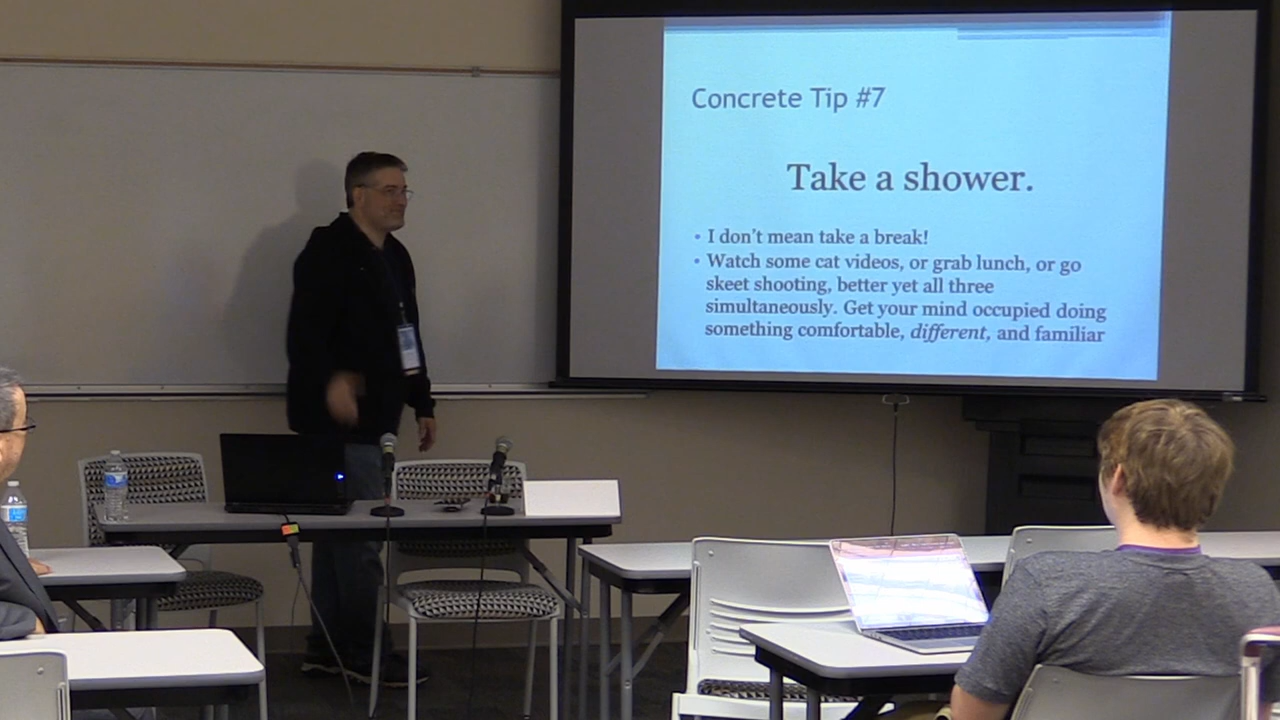 Concrete Tip #7
Take a shower.
• I don't mean take a break!
• Watch some cat videos, or grab lunch, or go
skeet shooting, better yet all three
simultaneously. Get your mind occupied doing
something comfortable, different, and familiar